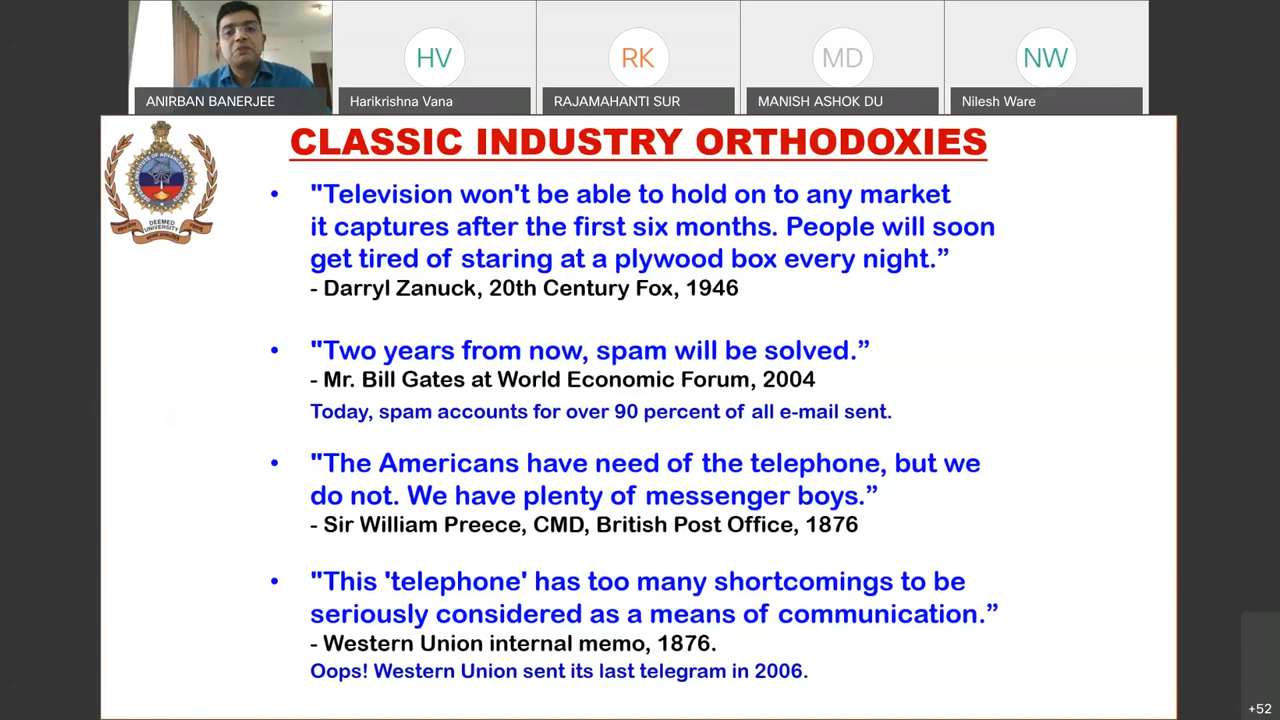 HV
RK
MD
NW
ANIRBAN BANERJEE
Harikrishna Vana
RAJAMAHANTI SUR
MANISH ASHOK DU
Nilesh Ware
CLASSIC INDUSTRY ORTHODOXIES
DEEMED
UNIVERSITY
• "Television won't be able to hold on to any market
it captures after the first six months. People will soon
get tired of staring at a plywood box every night.”
- Darryl Zanuck, 20th Century Fox, 1946
• "Two years from now, spam will be solved.”
- Mr. Bill Gates at World Economic Forum, 2004
Today, spam accounts for over 90 percent of all e-mail sent.
• "The Americans have need of the telephone, but we
do not. We have plenty of messenger boys.”
- Sir William Preece, CMD, British Post Office, 1876
• "This 'telephone' has too many shortcomings to be
seriously considered as a means of communication.”
- Western Union internal memo, 1876.
Oops! Western Union sent its last telegram in 2006.
+52